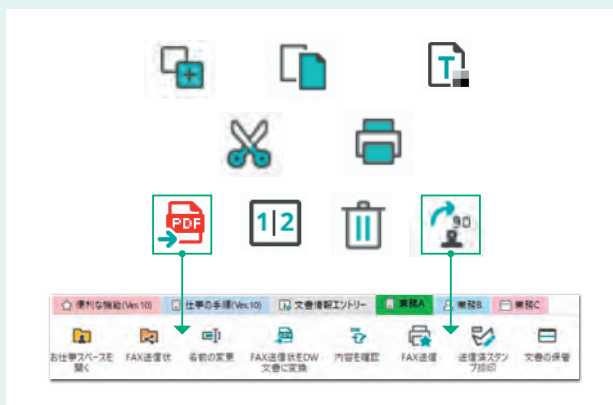 T
PDF
1|2
90
便利な機能(Ver.10)
仕事の手順(Ver.10)
文書情報エントリー
業務A
業務B
業務C
お仕事スペースを
開く
FAX送信状
名前の変更
FAX送信状をDW
文書に変換
内容を確認
FAX送信
送信済スタン
プ捺印
文書の保管